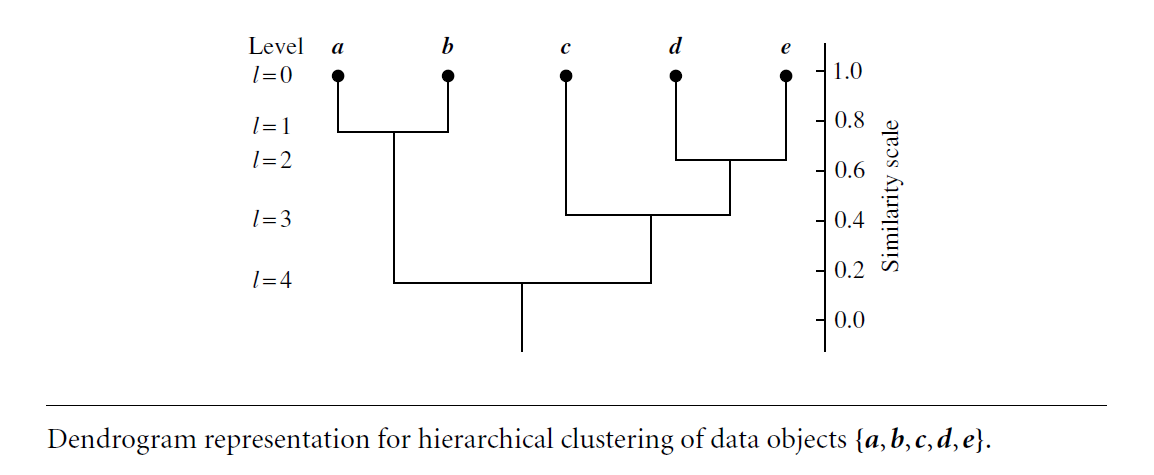 Level a b c d e
l=0 1.0
l=1 0.8
l=2 0.6
l=3 0.4
l=4 0.2
0.0
Similarity scale
Dendrogram representation for hierarchical clustering of data objects {a, b, c, d, e}.